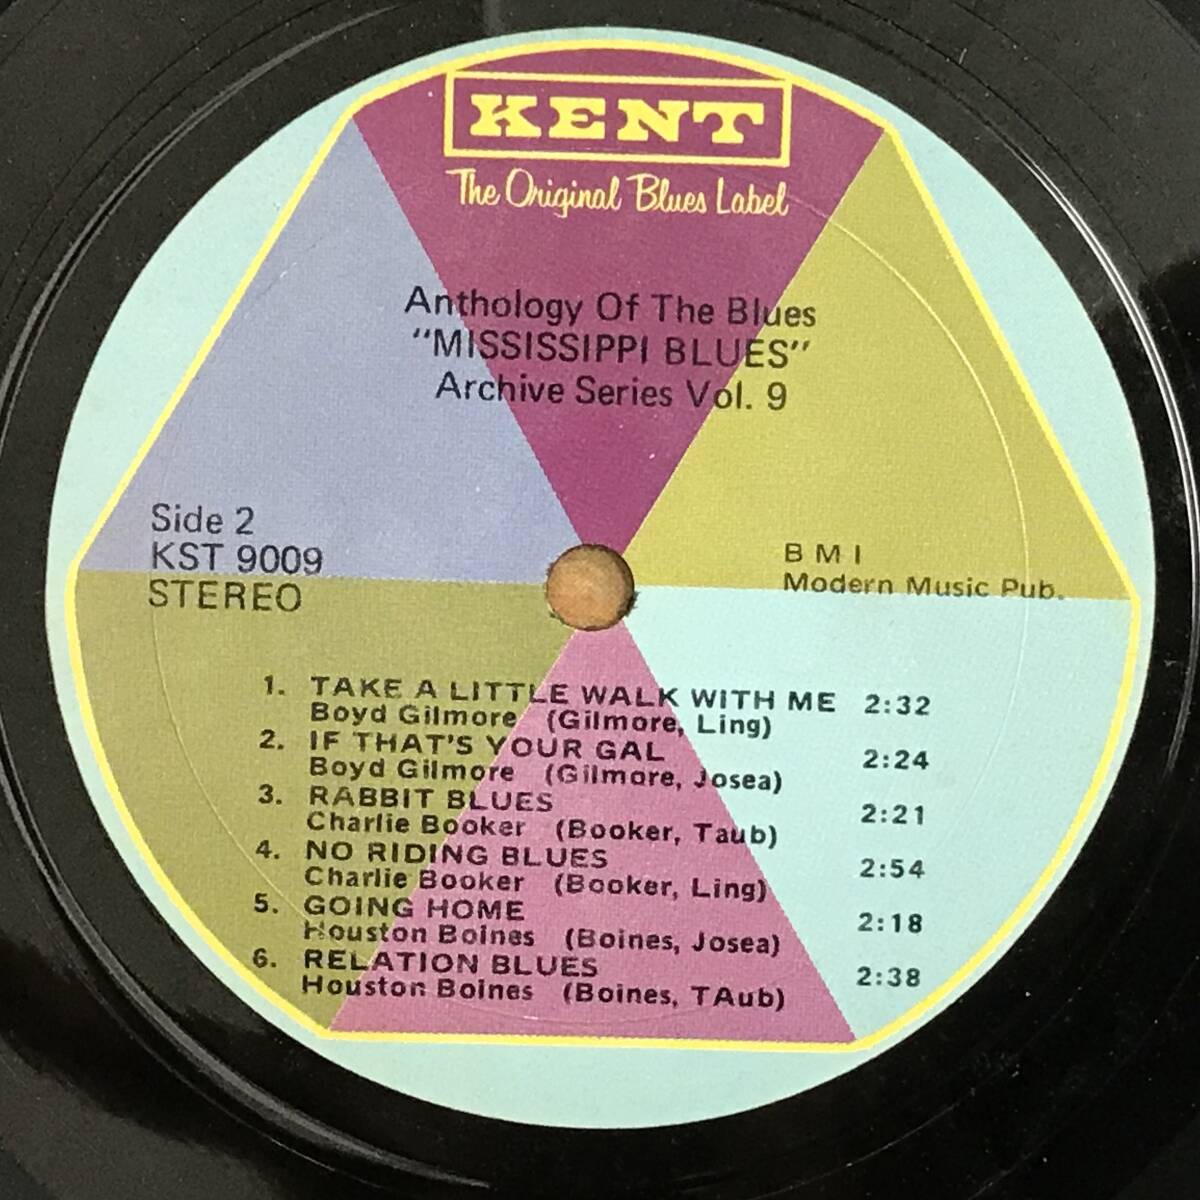 KENT
The Original Blues Label
Anthology Of The Blues
"MISSISSIPPI BLUES"
Archive Series Vol. 9
Side 2
KST 9009
STEREO
B M I
Modern Music Pub.
1. TAKE A LITTLE WALK WITH ME 2:32
Boyd Gilmore (Gilmore, Ling)
2. IF THAT'S YOUR GAL 2:24
Boyd Gilmore (Gilmore, Josea)
3. RABBIT BLUES 2:21
Charlie Booker (Booker, Taub)
4. NO RIDING BLUES 2:54
Charlie Booker (Booker, Ling)
5. GOING HOME 2:18
Houston Boines (Boines, Josea)
6. RELATION BLUES 2:38
Houston Boines (Boines, TAub)